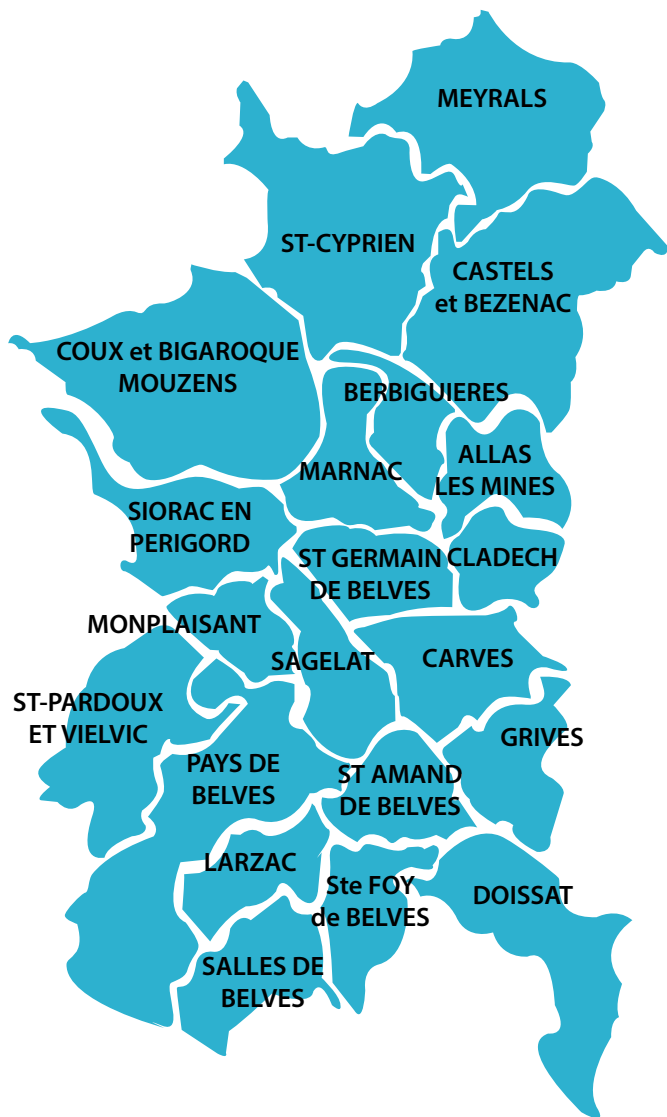 MEYRALS
ST-CYPRIEN
CASTELS
et BEZENAC
COUX et BIGAROQUE
MOUZENS
BERBIGUIERES
MARNAC
ALLAS
LES MINES
SIORAC EN
PERIGORD
ST GERMAIN
DE BELVES
CLADECH
MONPLAISANT
SAGELAT
CARVES
ST-PARDOUX
ET VIELVIC
GRIVES
PAYS DE
BELVES
ST AMAND
DE BELVES
LARZAC
Ste FOY
de BELVES
DOISSAT
SALLES DE
BELVES